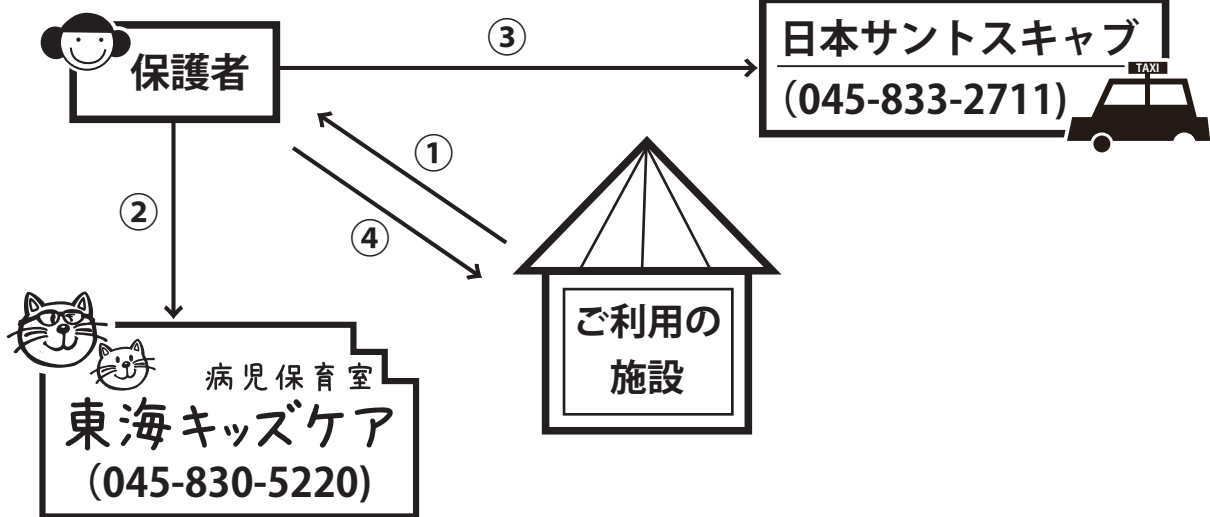 保護者
③
日本サントスキャブ
TAXI
(045-833-2711)
①
②
④
ご利用の
施設
病児保育室
東海キッズケア
(045-830-5220)